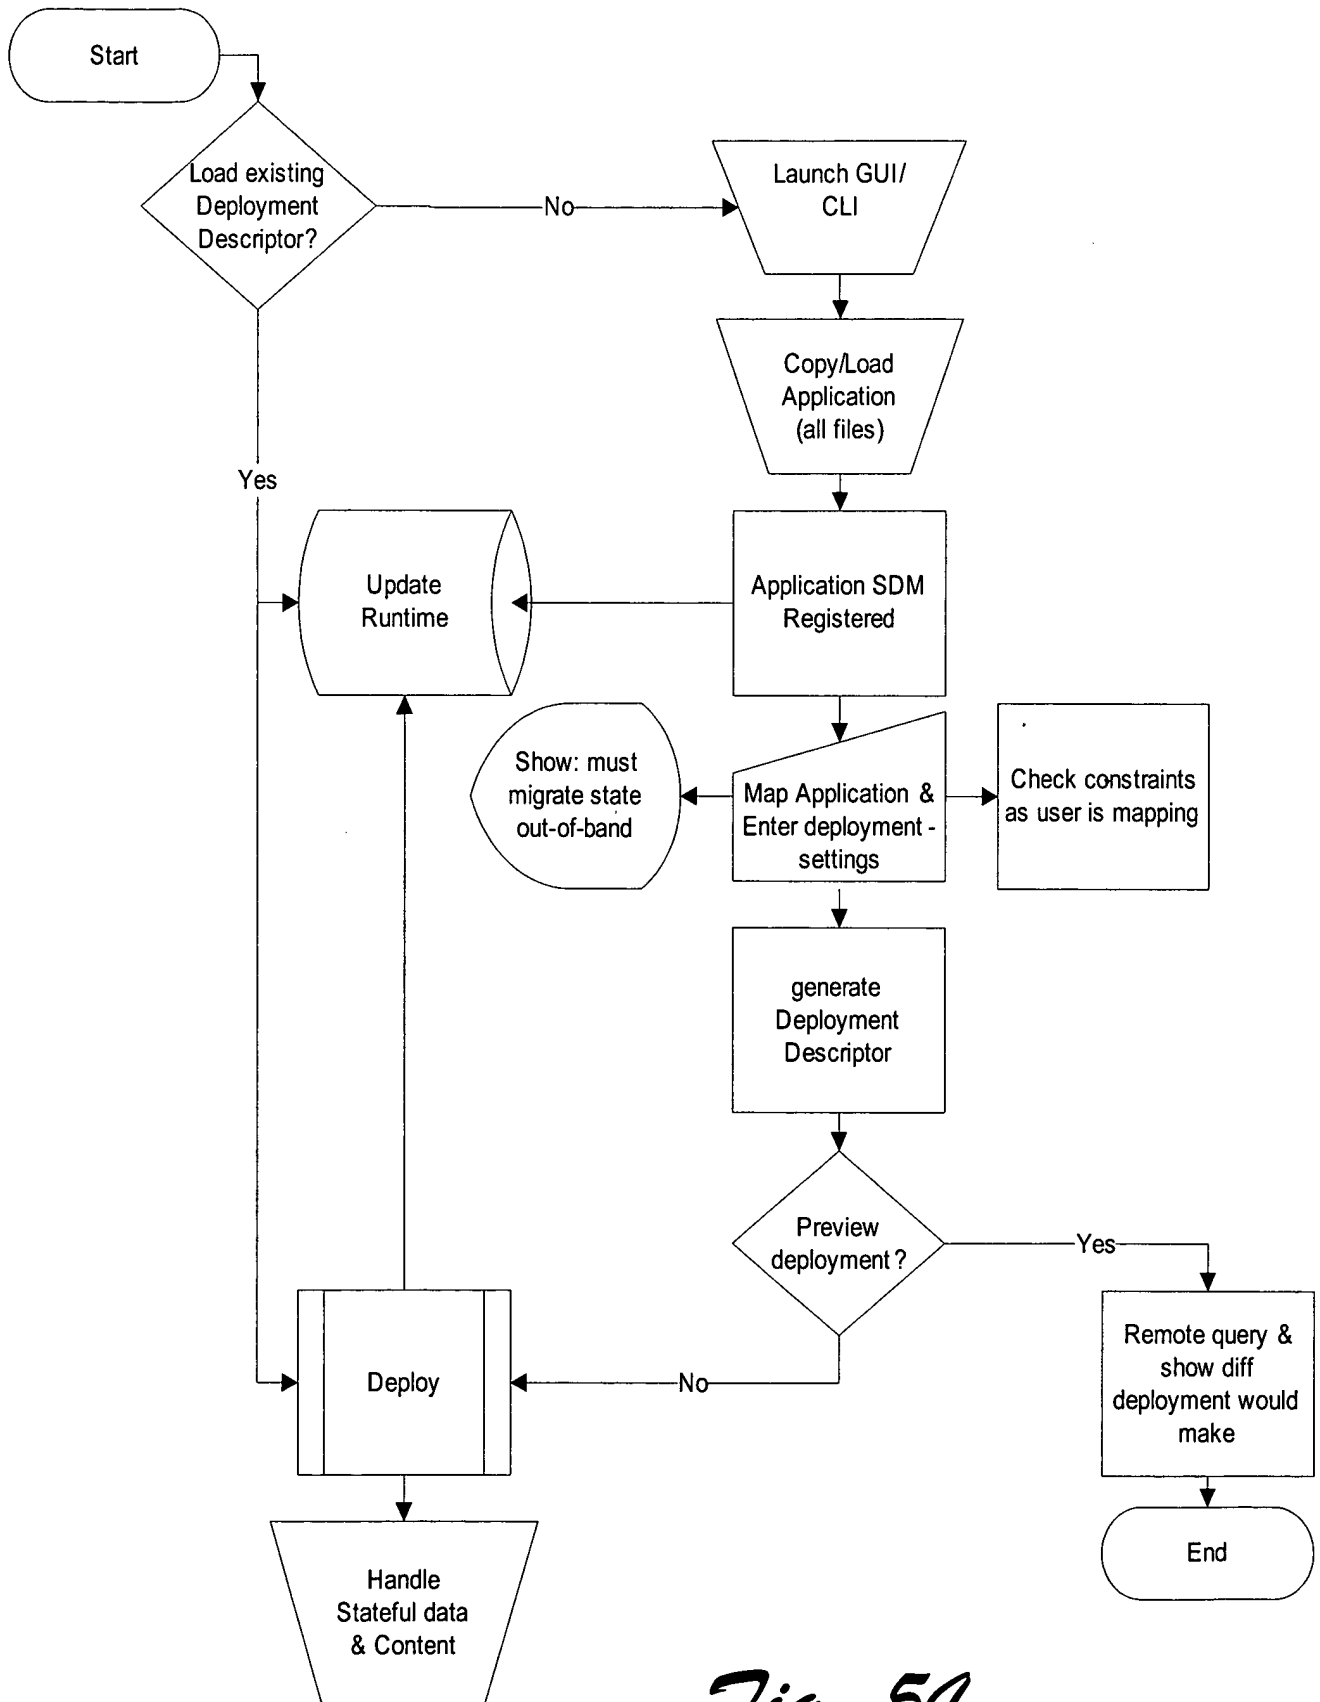 Start
Load existing
Deployment
Descriptor?
No
Launch GUI/
CLI
Copy/Load
Application
(all files)
Yes
Update
Runtime
Application SDM
Registered
Show: must
migrate state
out-of-band
Map Application &
Enter deployment -
settings
Check constraints
as user is mapping
generate
Deployment
Descriptor
Preview
deployment?
Yes
Remote query &
show diff
deployment would
make
No
Deploy
End
Handle
Stateful data
& Content
Fig. 59